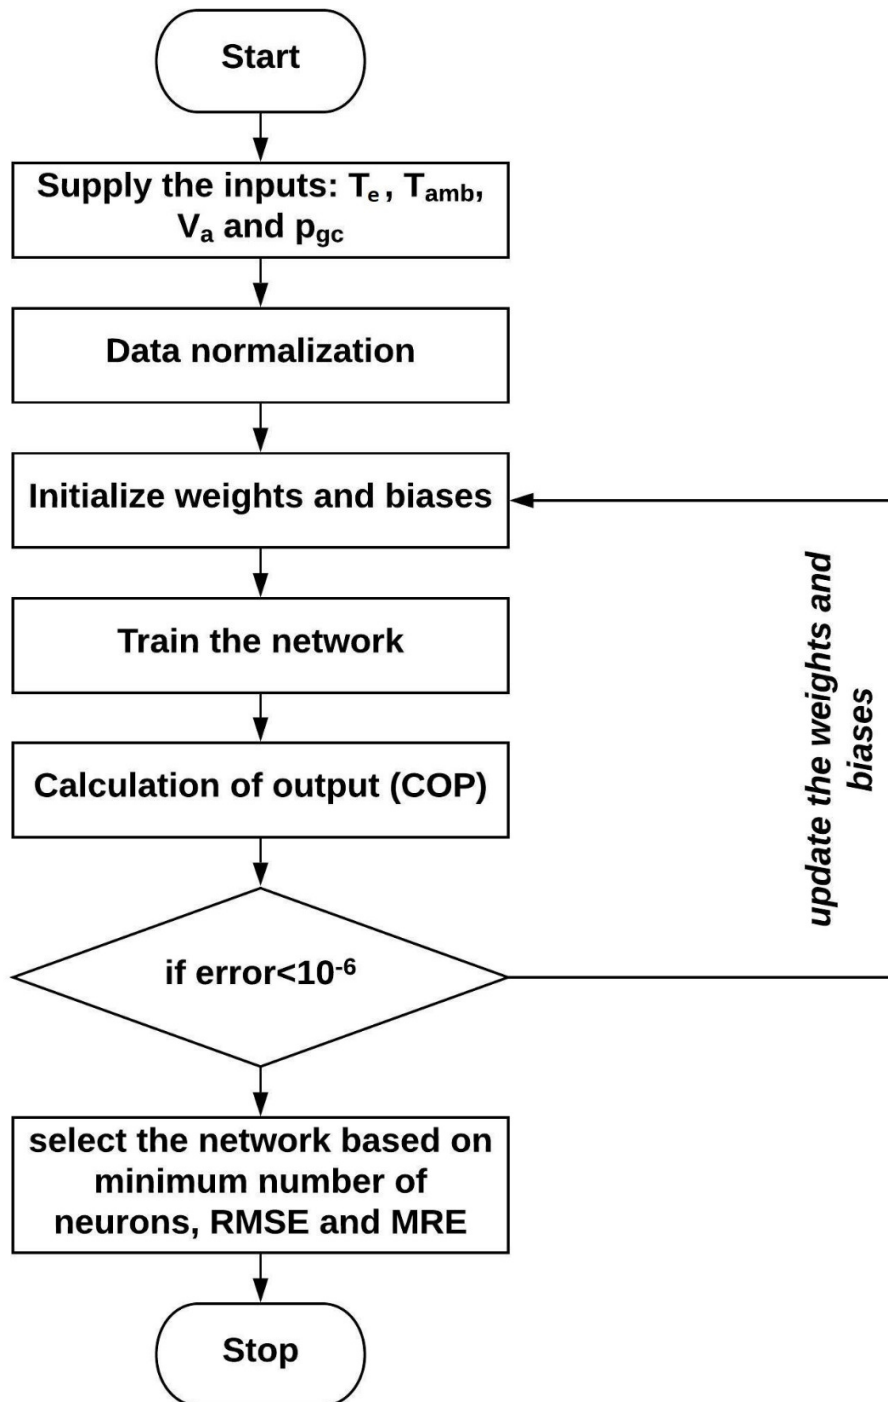 Start
Supply the inputs: Tₑ, Tamb,
Vₐ and pgc
Data normalization
Initialize weights and biases
Train the network
Calculation of output (COP)
if error<10⁻⁶
update the weights and
biases
select the network based on
minimum number of
neurons, RMSE and MRE
Stop